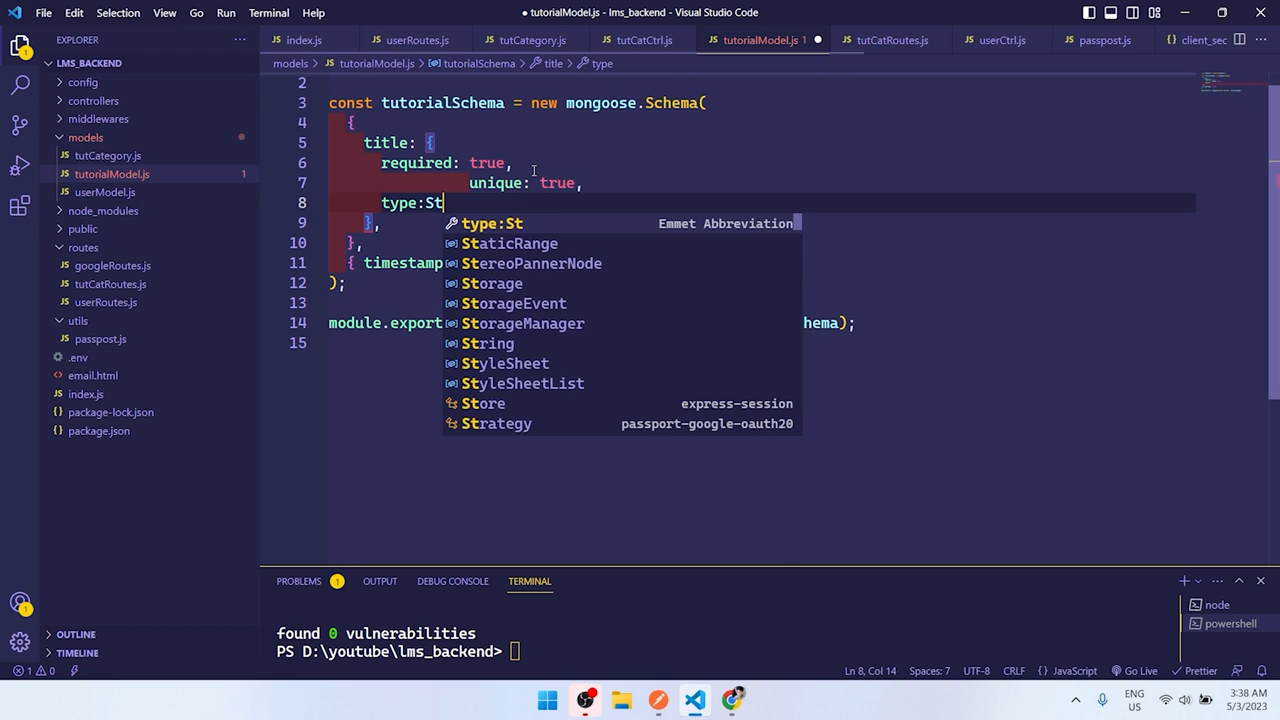 File Edit Selection View Go Run Terminal Help
● tutorialModel.js - lms_backend - Visual Studio Code
EXPLORER
LMS_BACKEND
config
controllers
middlewares
models
tutCategory.js
tutorialModel.js 1
userModel.js
node_modules
public
routes
googleRoutes.js
tutCatRoutes.js
userRoutes.js
utils
passpost.js
.env
email.html
index.js
package-lock.json
package.json
OUTLINE
TIMELINE
index.js userRoutes.js tutCategory.js tutCatCtrl.js tutorialModel.js 1 ● tutCatRoutes.js userCtrl.js passpost.js client_sec
models > tutorialModel.js > tutorialSchema > title > type
2
3 const tutorialSchema = new mongoose.Schema(
4 {
5 title: {
6 required: true,
7 unique: true,
8 type:St
9 },
10 },
11 { timestamp
12 );
13
14 module.export hema);
15
type:St Emmet Abbreviation
StaticRange
StereoPannerNode
Storage
StorageEvent
StorageManager
String
StyleSheet
StyleSheetList
Store express-session
Strategy passport-google-oauth20
PROBLEMS 1 OUTPUT DEBUG CONSOLE TERMINAL
found 0 vulnerabilities
PS D:\youtube\lms_backend>
node
powershell
1 0 Ln 8, Col 14 Spaces: 7 UTF-8 CRLF {} JavaScript Go Live Prettier
ENG
US
3:38 AM
5/3/2023